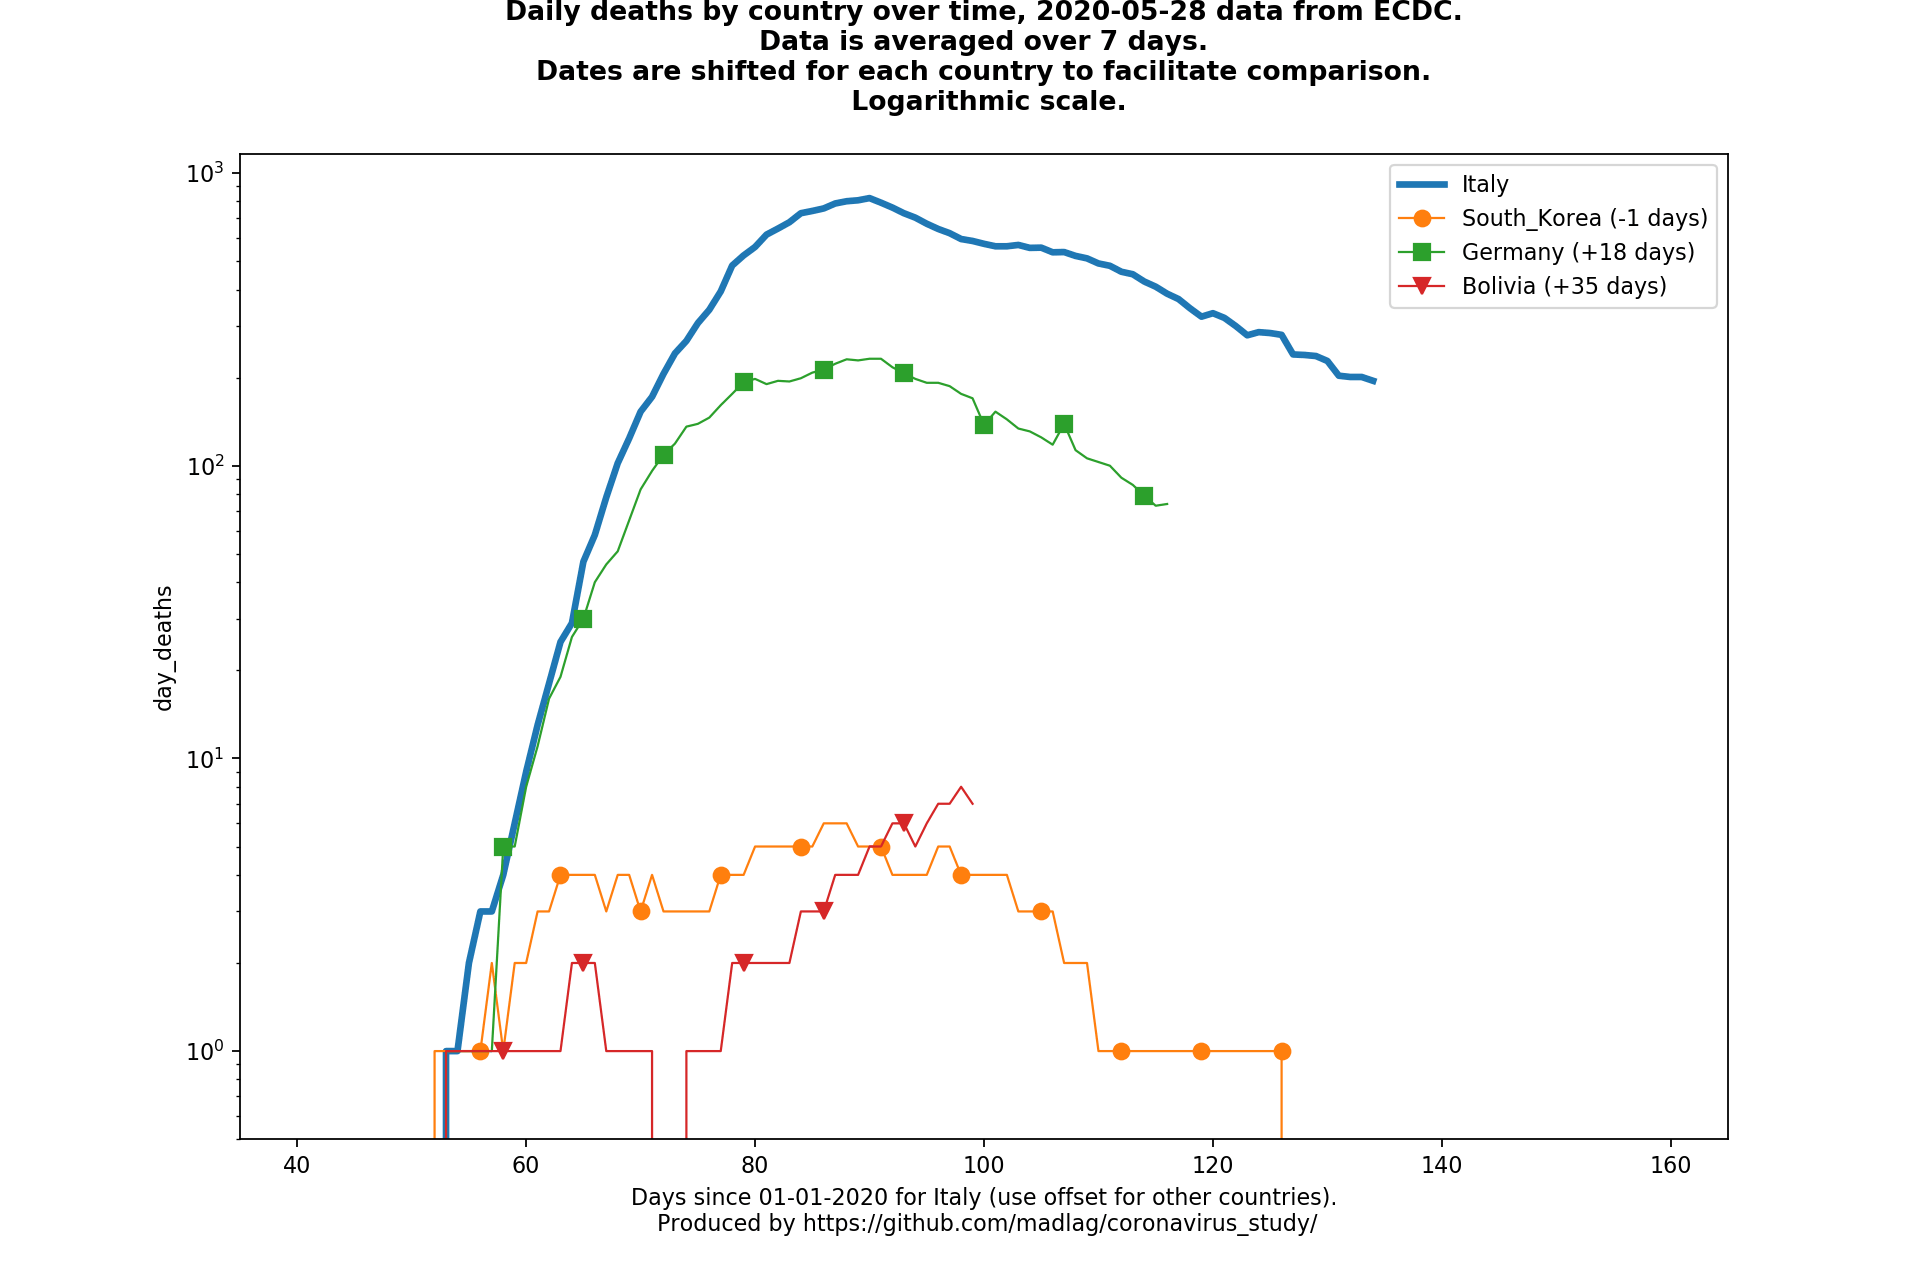 Daily deaths by country over time, 2020-05-28 data from ECDC.
Data is averaged over 7 days.
Dates are shifted for each country to facilitate comparison.
Logarithmic scale.
10³
10²
10¹
10⁰
day_deaths
Italy
South_Korea (-1 days)
Germany (+18 days)
Bolivia (+35 days)
40 60 80 100 120 140 160
Days since 01-01-2020 for Italy (use offset for other countries).
Produced by https://github.com/madlag/coronavirus_study/